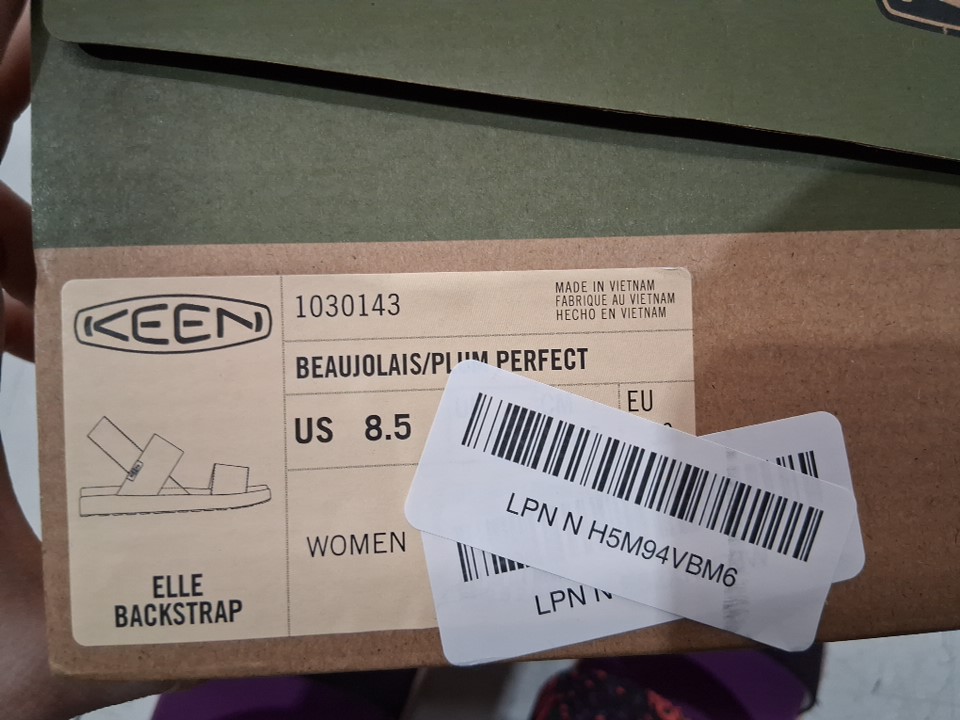 KEEN
1030143
MADE IN VIETNAM
FABRIQUE AU VIETNAM
HECHO EN VIETNAM
BEAUJOLAIS/PLUM PERFECT
US 8.5
EU
WOMEN
ELLE
BACKSTRAP
LPN N H5M94VBM6
LPN N